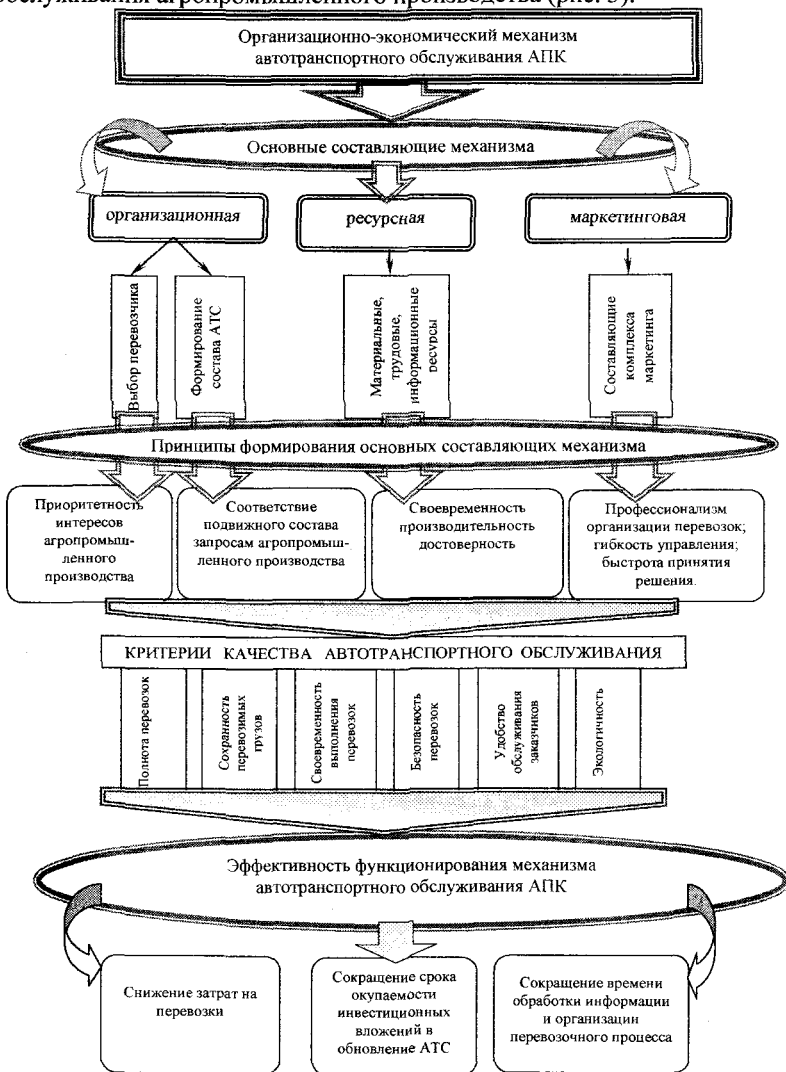 обслуживания агропромышленного производства (рис. 3).
Организационно-экономический механизм
автотранспортного обслуживания АПК
Основные составляющие механизма
организационная
ресурсная
маркетинговая
Выбор перевозчика
Формирование
состава АТС
Материальные,
трудовые,
информационные
ресурсы
Составляющие
комплекса
маркетинга
Принципы формирования основных составляющих механизма
Приоритетность
интересов
агропромыш-
ленного
производства
Соответствие
подвижного состава
запросам агропромыш-
ленного производства
Своевременность
производительность
достоверность
Профессионализм
организации перевозок;
гибкость управления;
быстрота принятия
решения.
КРИТЕРИИ КАЧЕСТВА АВТОТРАНСПОРТНОГО ОБСЛУЖИВАНИЯ
Полнота перевозок
Сохранность
перевозимых
грузов
Своевременность
выполнения
перевозок
Безопасность
перевозок
Удобство
обслуживания
заказчиков
Экологичность
Эффективность функционирования механизма
автотранспортного обслуживания АПК
Снижение затрат на
перевозки
Сокращение срока
окупаемости
инвестиционных
вложений в
обновление АТС
Сокращение времени
обработки информации
и организации
перевозочного процесса